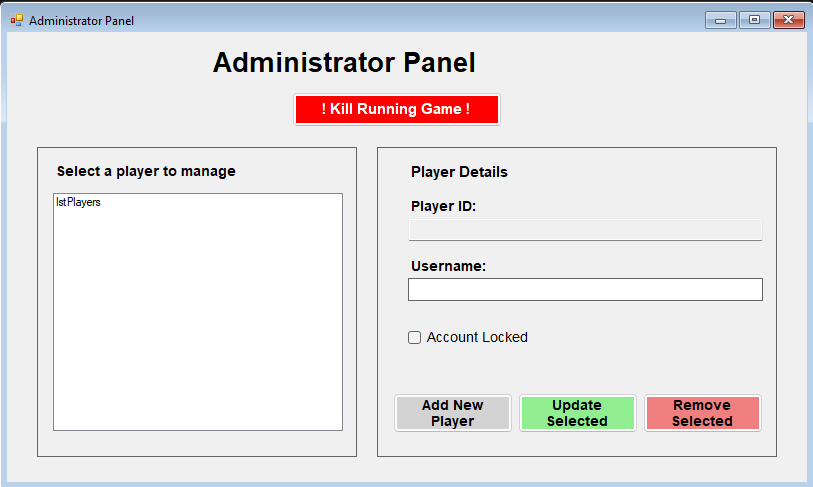 Administrator Panel
Administrator Panel
! Kill Running Game !
Select a player to manage
lstPlayers
Player Details
Player ID:
Username:
Account Locked
Add New
Player
Update
Selected
Remove
Selected